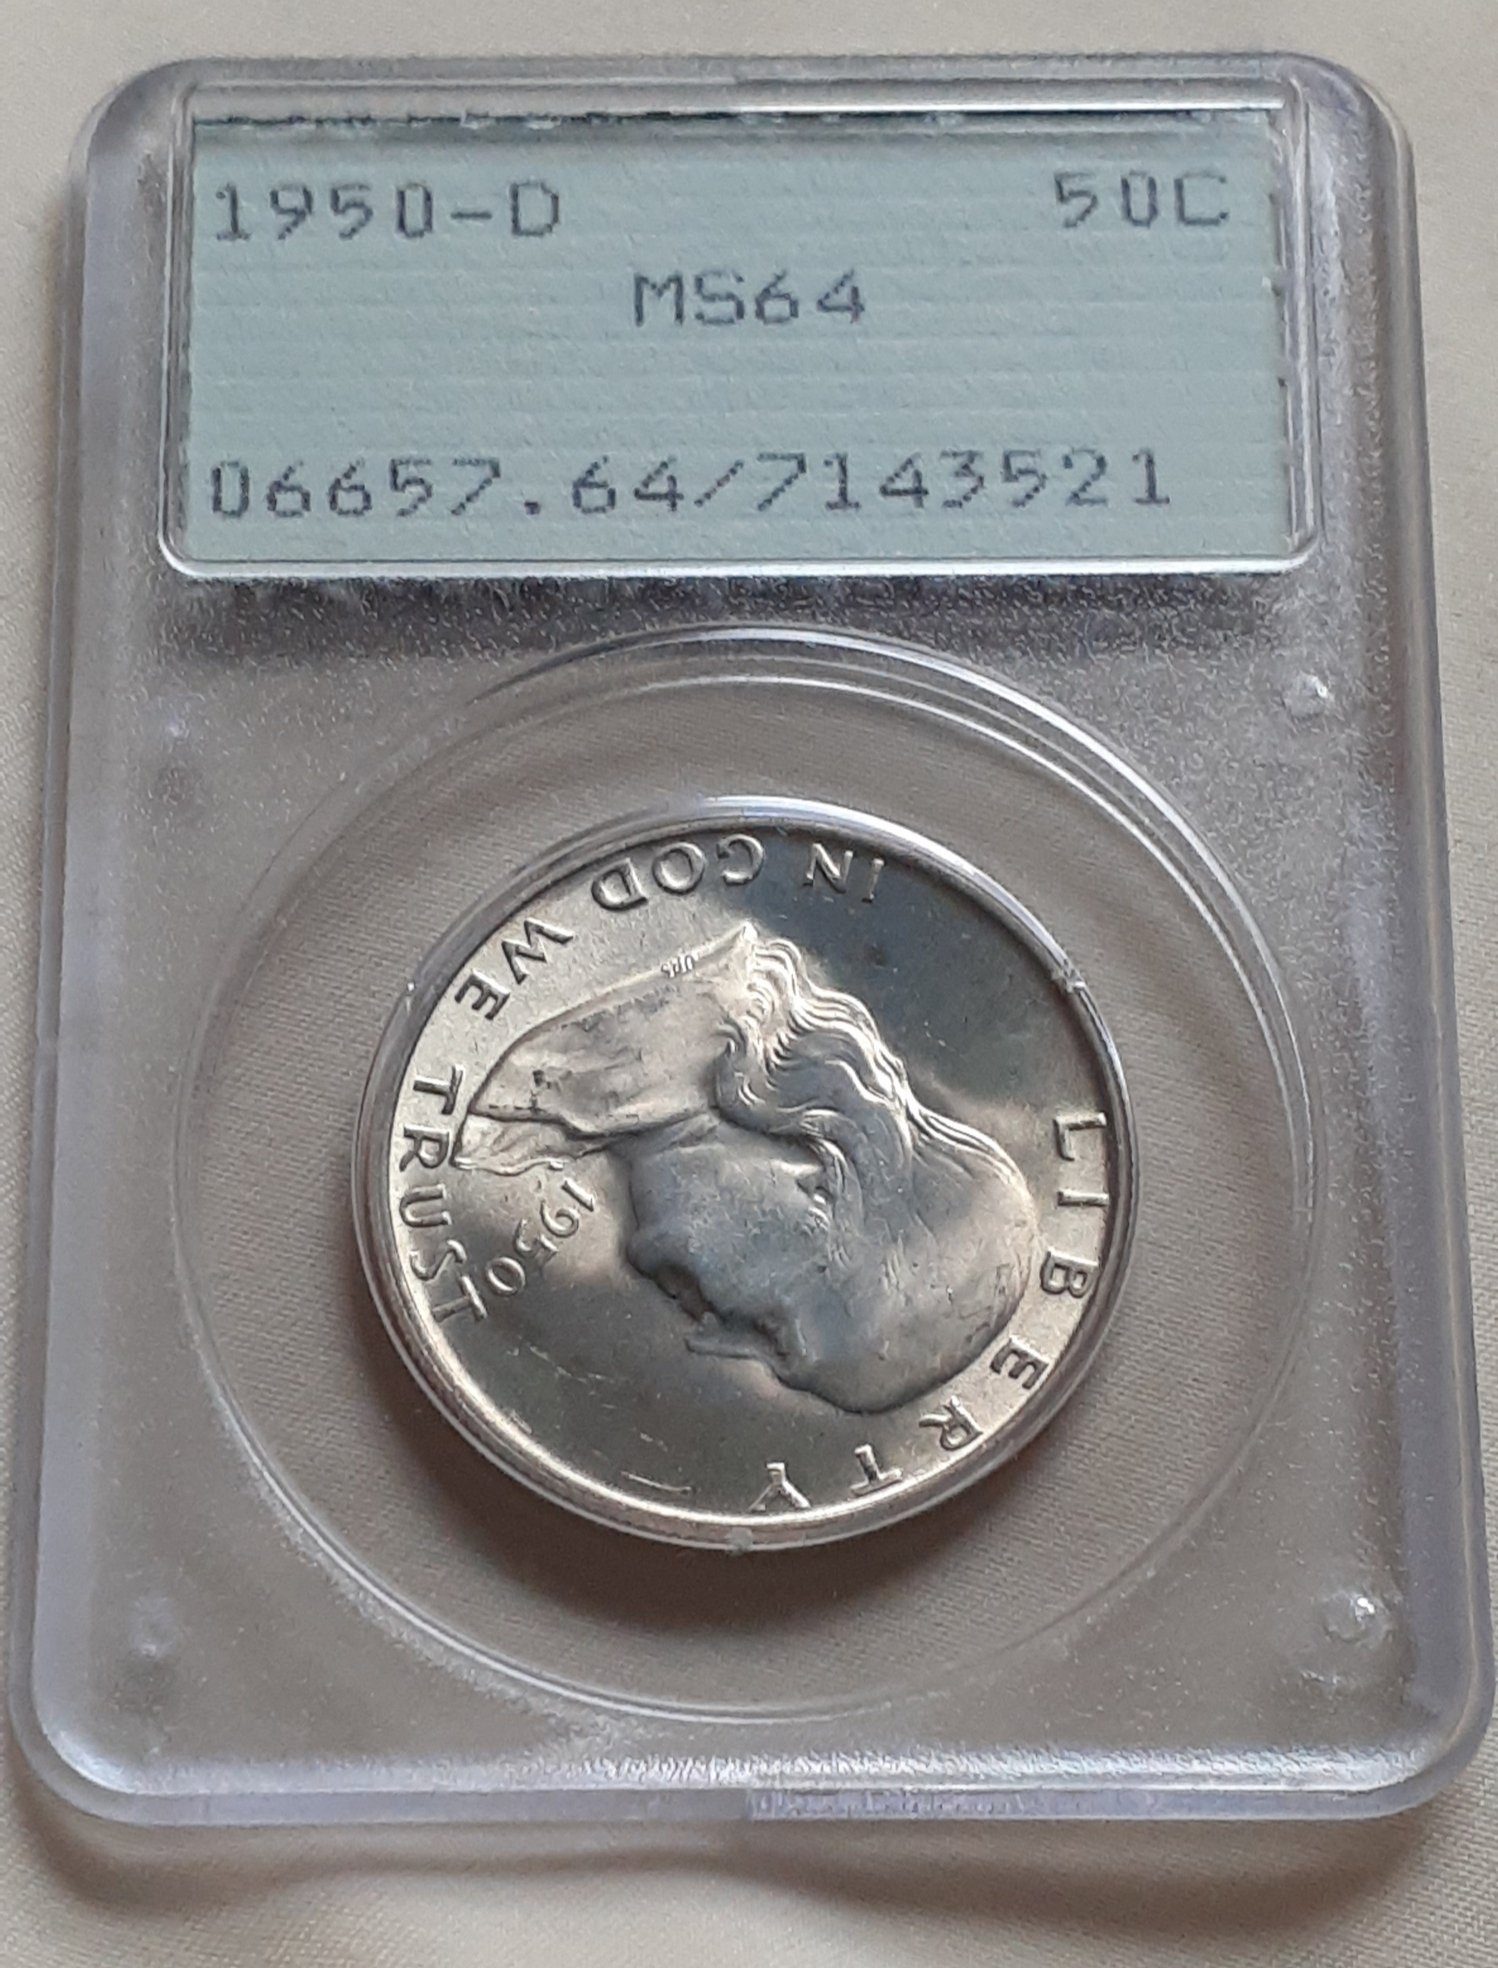 1950-D 50C
MS64
06657.64/7143521
LIBERTY
IN GOD WE TRUST
1950